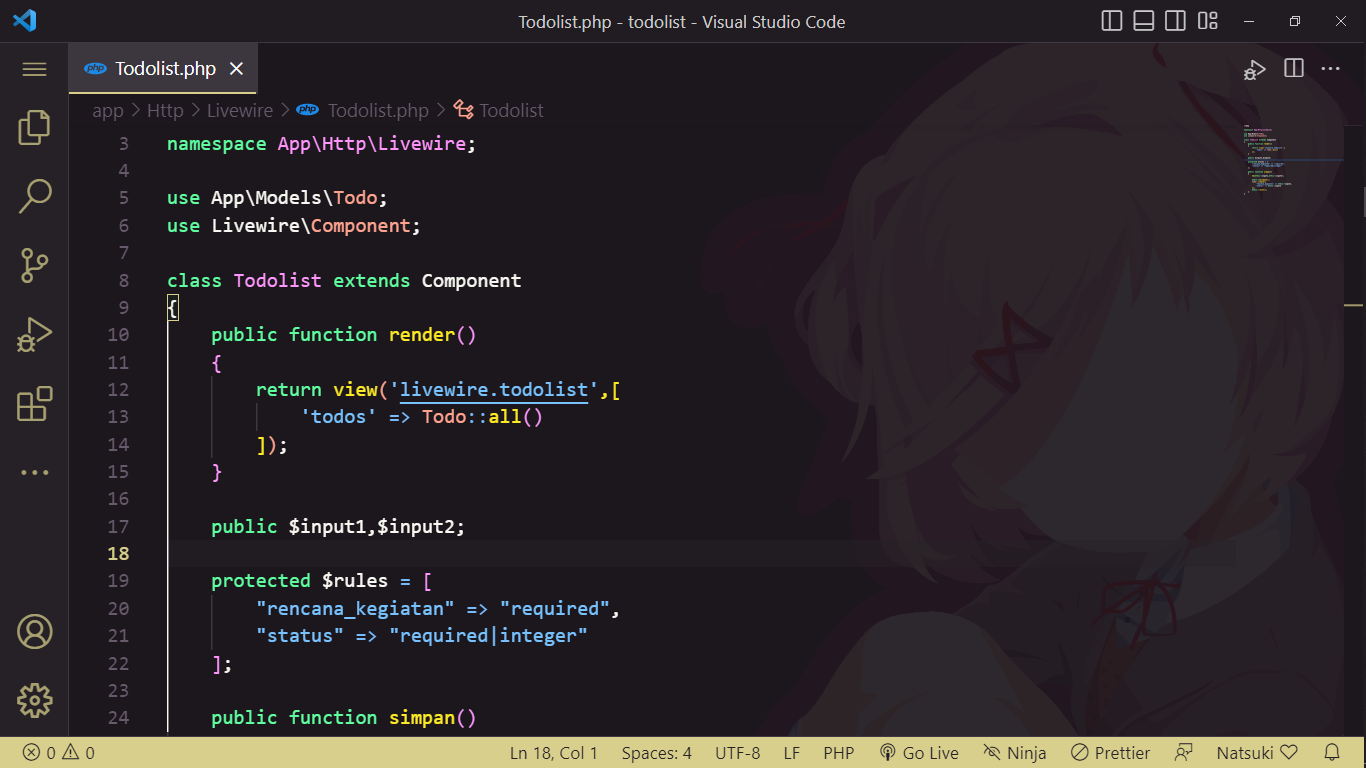 Todolist.php - todolist - Visual Studio Code
php Todolist.php
app > Http > Livewire > php Todolist.php > Todolist
3 namespace App\Http\Livewire;
4
5 use App\Models\Todo;
6 use Livewire\Component;
7
8 class Todolist extends Component
9 {
10 public function render()
11 {
12 return view('livewire.todolist',[
13 'todos' => Todo::all()
14 ]);
15 }
16
17 public $input1,$input2;
18
19 protected $rules = [
20 "rencana_kegiatan" => "required",
21 "status" => "required|integer"
22 ];
23
24 public function simpan()
0 0 Ln 18, Col 1 Spaces: 4 UTF-8 LF PHP Go Live Ninja Prettier Natsuki ♡